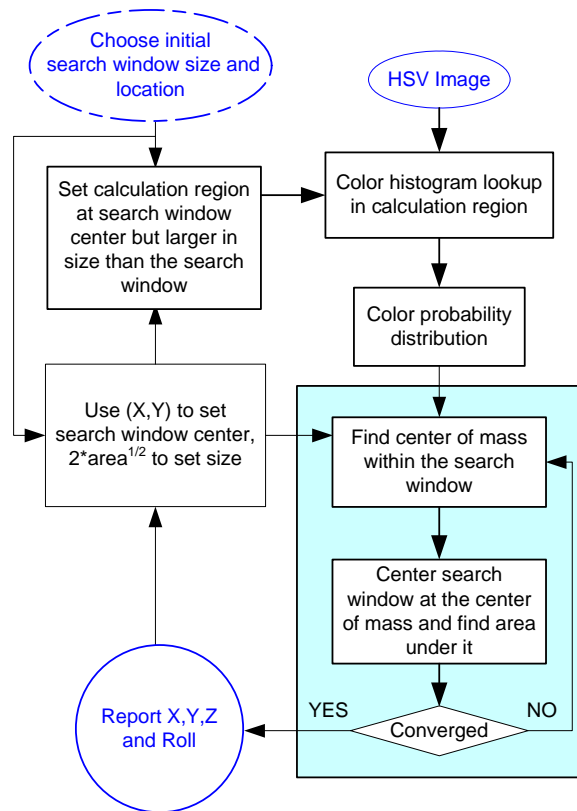 Choose initial
search window size and
location
HSV Image
Set calculation region
at search window
center but larger in
size than the search
window
Color histogram lookup
in calculation region
Color probability
distribution
Use (X,Y) to set
search window center,
2*area1/2 to set size
Find center of mass
within the search
window
Center search
window at the center
of mass and find area
under it
Report X,Y,Z
and Roll
YES
Converged
NO